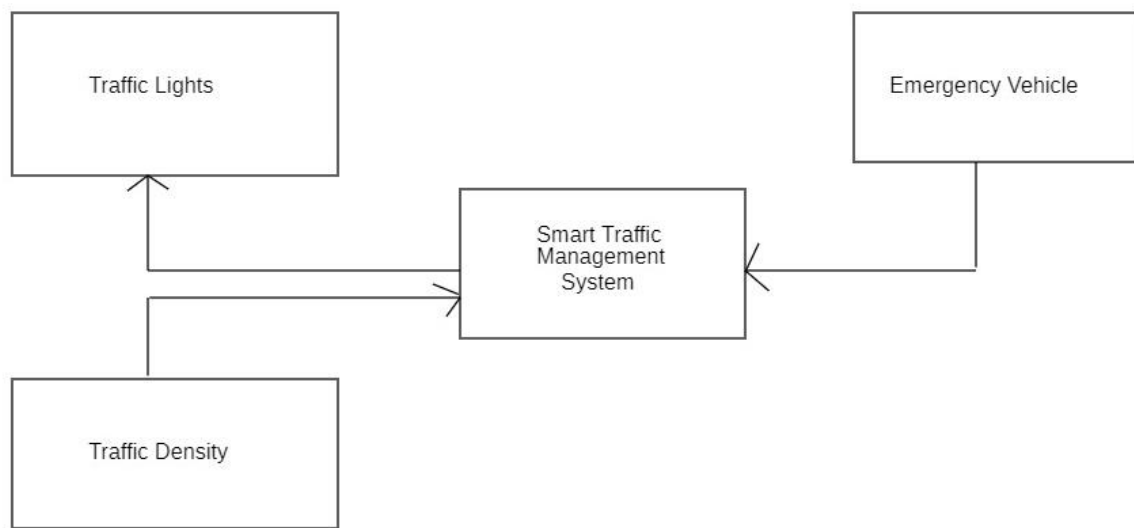 Traffic Lights
Emergency Vehicle
Smart Traffic
Management
System
Traffic Density